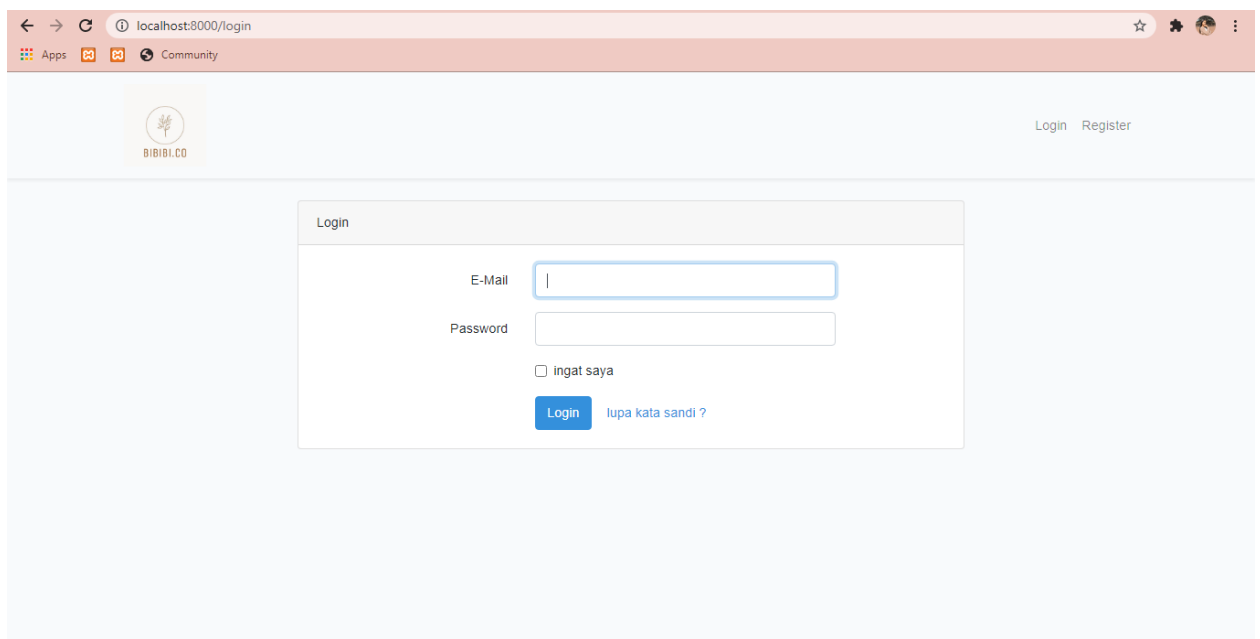 localhost:8000/login
Apps Community
BIBIBI.CO
Login Register
Login
E-Mail
Password
ingat saya
Login lupa kata sandi ?